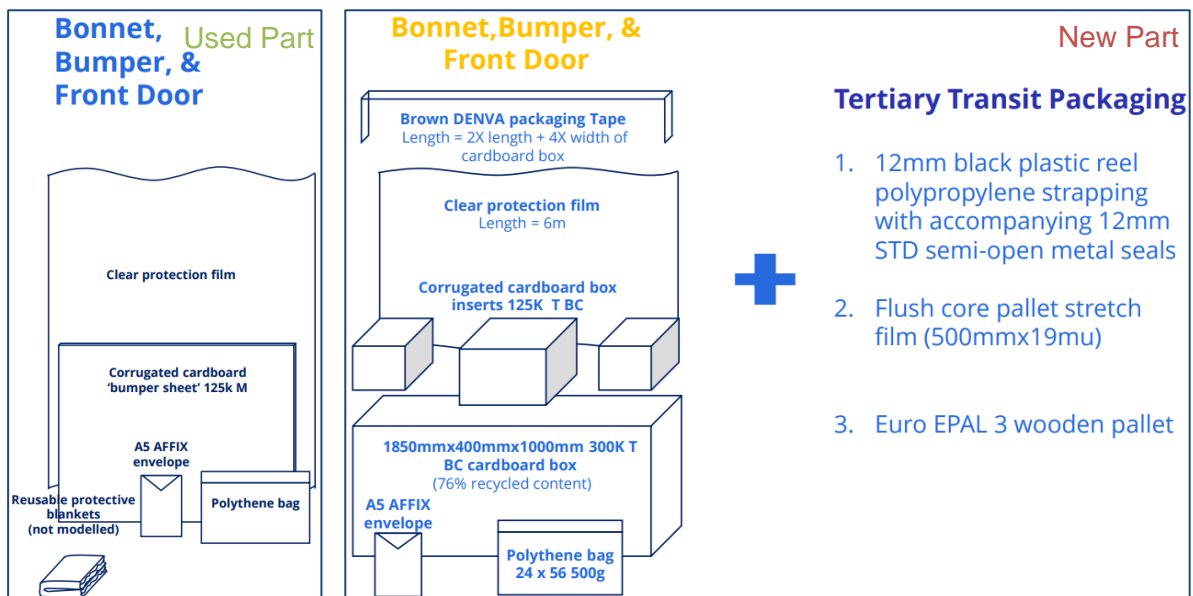 Bonnet,
Bumper, &
Front Door
Used Part
Clear protection film
Corrugated cardboard
‘bumper sheet’ 125k M
A5 AFFIX
envelope
Reusable protective
blankets
(not modelled)
Polythene bag
Bonnet,Bumper, &
Front Door
New Part
Brown DENVA packaging Tape
Length = 2X length + 4X width of
cardboard box
Clear protection film
Length = 6m
Corrugated cardboard box
inserts 125K  T BC
1850mmx400mmx1000mm 300K T
BC cardboard box
(76% recycled content)
A5 AFFIX
envelope
Polythene bag
24 x 56 500g
Tertiary Transit Packaging
1. 12mm black plastic reel
polypropylene strapping
with accompanying 12mm
STD semi-open metal seals
2. Flush core pallet stretch
film (500mmx19mu)
3. Euro EPAL 3 wooden pallet